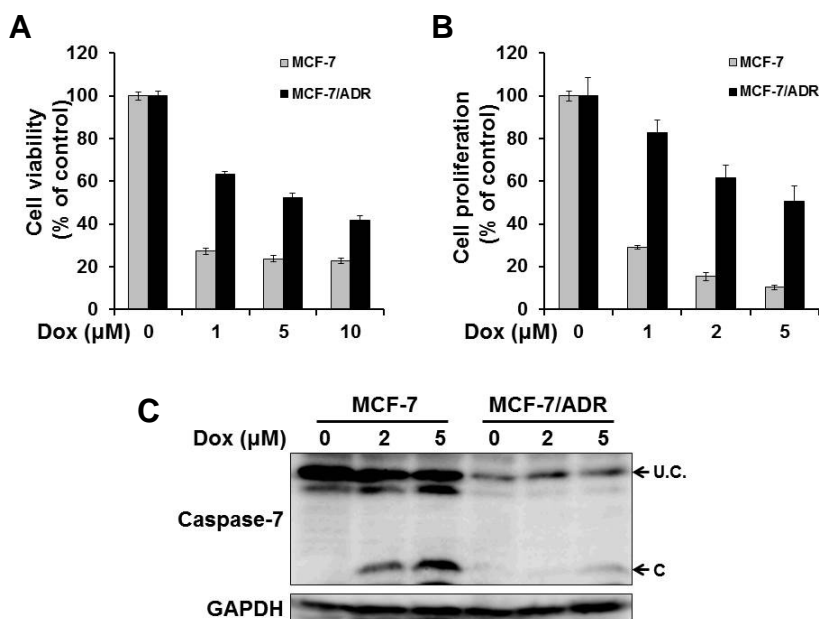 A
Cell viability
(% of control)
120
100
80
60
40
20
0
MCF-7
MCF-7/ADR
Dox (μM) 0 1 5 10
B
Cell proliferation
(% of control)
120
100
80
60
40
20
0
MCF-7
MCF-7/ADR
Dox (μM) 0 1 2 5
C
MCF-7 MCF-7/ADR
Dox (μM) 0 2 5 0 2 5
U.C.
Caspase-7
C
GAPDH